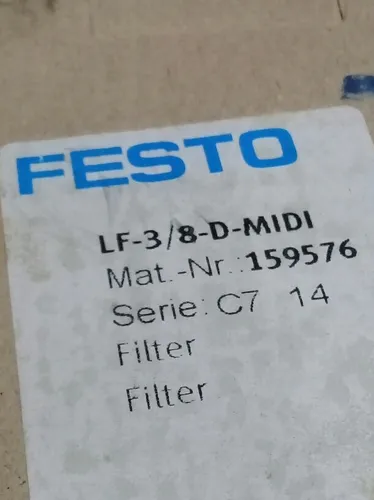 FESTO
LF-3/8-D-MIDI
Mat.-Nr.:159576
Serie: C7 14
Filter
Filter